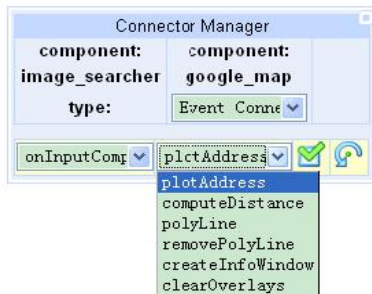 Connector Manager
component: component:
image_searcher google_map
type: Event Conne
onInputComp plotAddress
plotAddress
computeDistance
polyLine
removePolyLine
createInfoWindow
clearOverlays